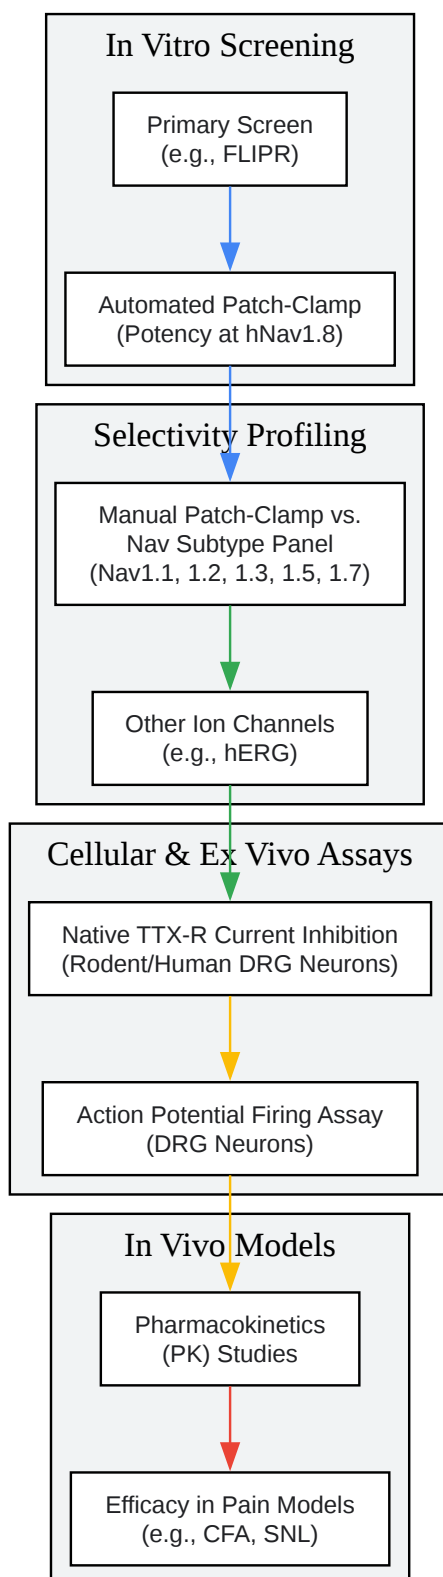 In Vitro Screening
Primary Screen
(e.g., FLIPR)
Automated Patch-Clamp
(Potency at hNav1.8)
Selectivity Profiling
Manual Patch-Clamp vs.
Nav Subtype Panel
(Nav1.1, 1.2, 1.3, 1.5, 1.7)
Other Ion Channels
(e.g., hERG)
Cellular & Ex Vivo Assays
Native TTX-R Current Inhibition
(Rodent/Human DRG Neurons)
Action Potential Firing Assay
(DRG Neurons)
In Vivo Models
Pharmacokinetics
(PK) Studies
Efficacy in Pain Models
(e.g., CFA, SNL)